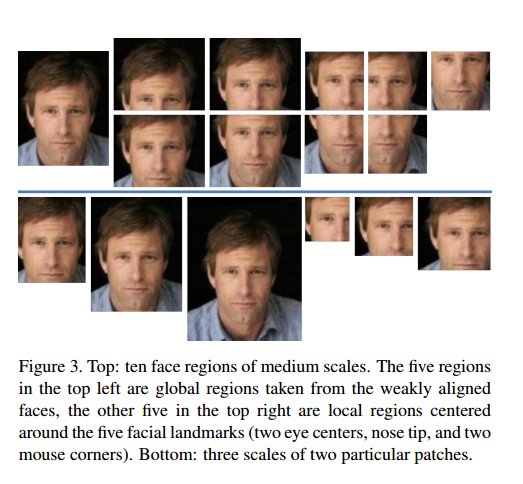 Figure 3. Top: ten face regions of medium scales. The five regions
in the top left are global regions taken from the weakly aligned
faces, the other five in the top right are local regions centered
around the five facial landmarks (two eye centers, nose tip, and two
mouse corners). Bottom: three scales of two particular patches.